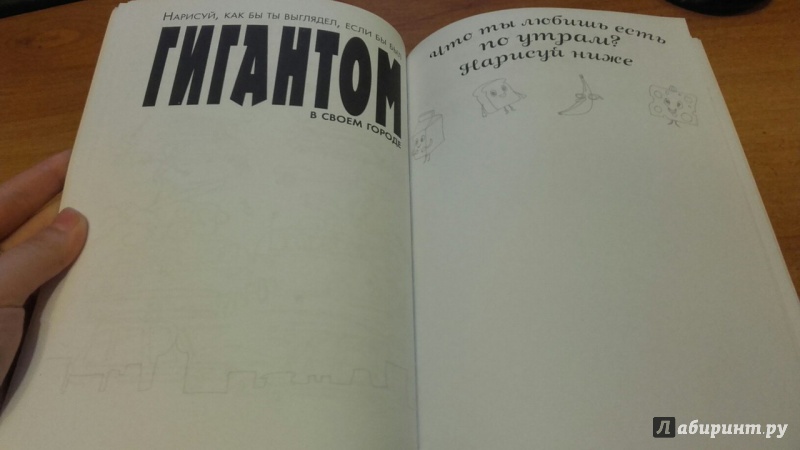 Нарисуй, как бы ты выглядел, если бы был
ГИГАНТОМ
в своем городе
Что ты любишь есть
по утрам?
Нарисуй ниже
Лабиринт.ру